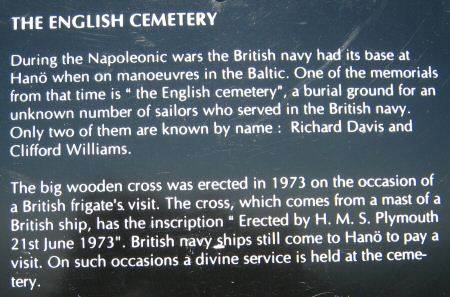 THE ENGLISH CEMETERY
During the Napoleonic wars the British navy had its base at
Hanö when on manoeuvres in the Baltic. One of the memorials
from that time is “ the English cemetery”, a burial ground for an
unknown number of sailors who served in the British navy.
Only two of them are known by name : Richard Davis and
Clifford Williams.
The big wooden cross was erected in 1973 on the occasion of
a British frigate's visit. The cross, which comes from a mast of a
British ship, has the inscription “ Erected by H. M. S. Plymouth
21st June 1973”. British navy ships still come to Hanö to pay a
visit. On such occasions a divine service is held at the ceme-
tery.